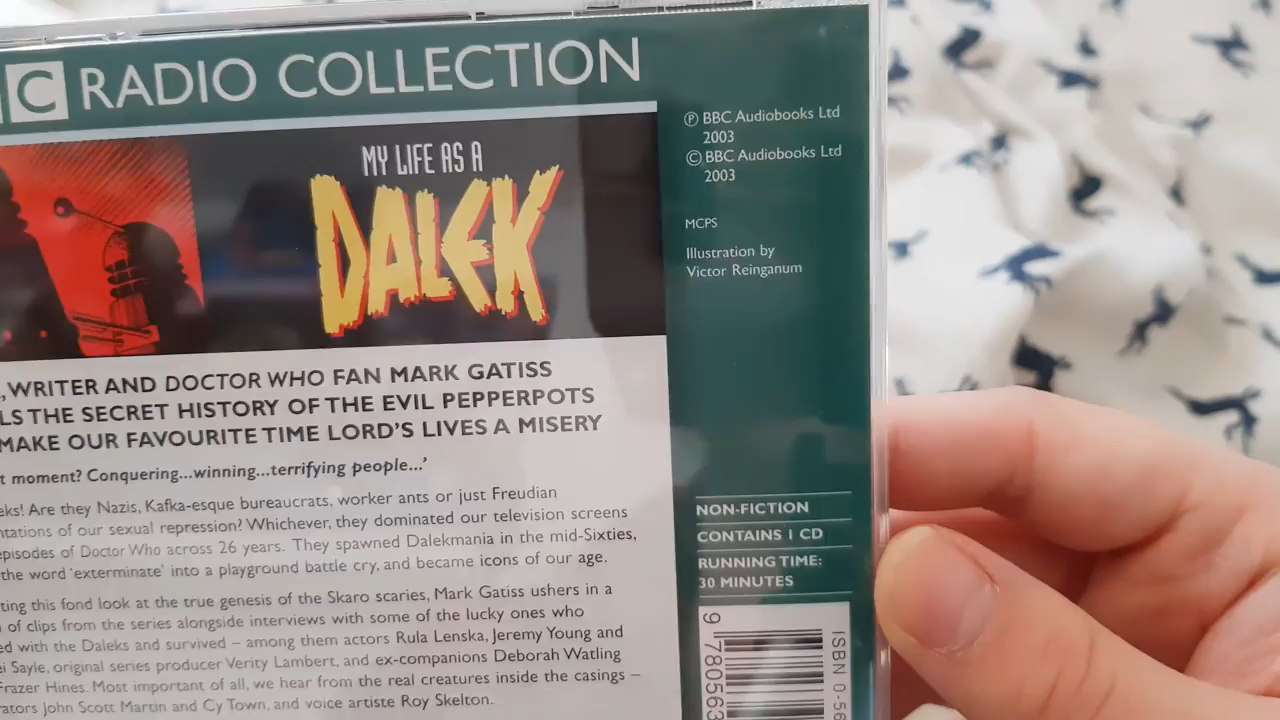 C RADIO COLLECTION
MY LIFE AS A
DALEK
, WRITER AND DOCTOR WHO FAN MARK GATISS
LS THE SECRET HISTORY OF THE EVIL PEPPERPOTS
MAKE OUR FAVOURITE TIME LORD'S LIVES A MISERY
t moment? Conquering...winning...terrifying people...'
eks! Are they Nazis, Kafka-esque bureaucrats, worker ants or just Freudian
ntations of our sexual repression? Whichever, they dominated our television screens
episodes of Doctor Who across 26 years. They spawned Dalekmania in the mid-Sixties,
the word 'exterminate' into a playground battle cry, and became icons of our age.
ting this fond look at the true genesis of the Skaro scaries, Mark Gatiss ushers in a
n of clips from the series alongside interviews with some of the lucky ones who
ed with the Daleks and survived – among them actors Rula Lenska, Jeremy Young and
ei Sayle, original series producer Verity Lambert, and ex-companions Deborah Watling
Frazer Hines. Most important of all, we hear from the real creatures inside the casings –
rators John Scott Martin and Cy Town, and voice artiste Roy Skelton.
℗ BBC Audiobooks Ltd
2003
© BBC Audiobooks Ltd
2003
MCPS
Illustration by
Victor Reinganum
NON-FICTION
CONTAINS 1 CD
RUNNING TIME:
30 MINUTES
9 780563
ISBN 0-56